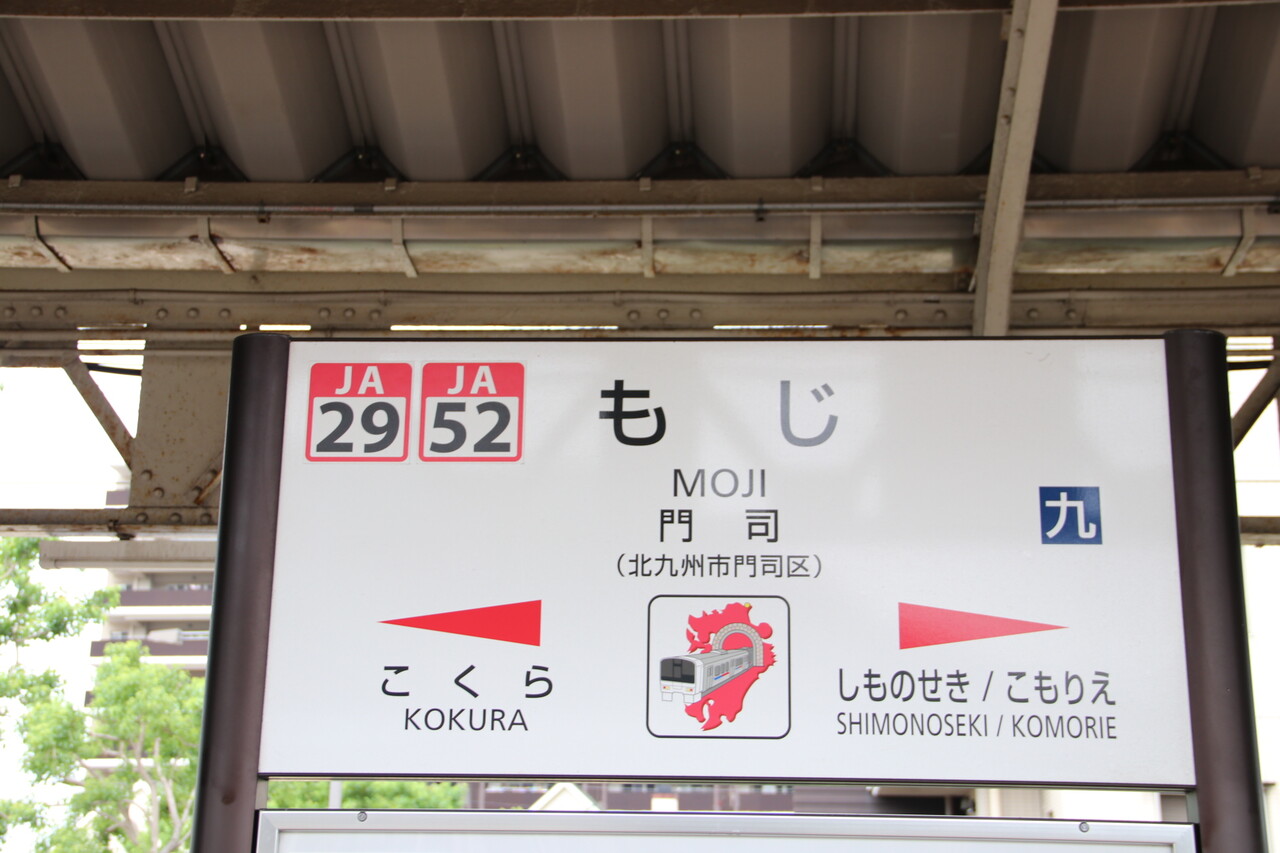 JA 29 JA 52
もじ
MOJI
門司
(北九州市門司区)
九
こくら
KOKURA
しものせき / こもりえ
SHIMONOSEKI / KOMORIE